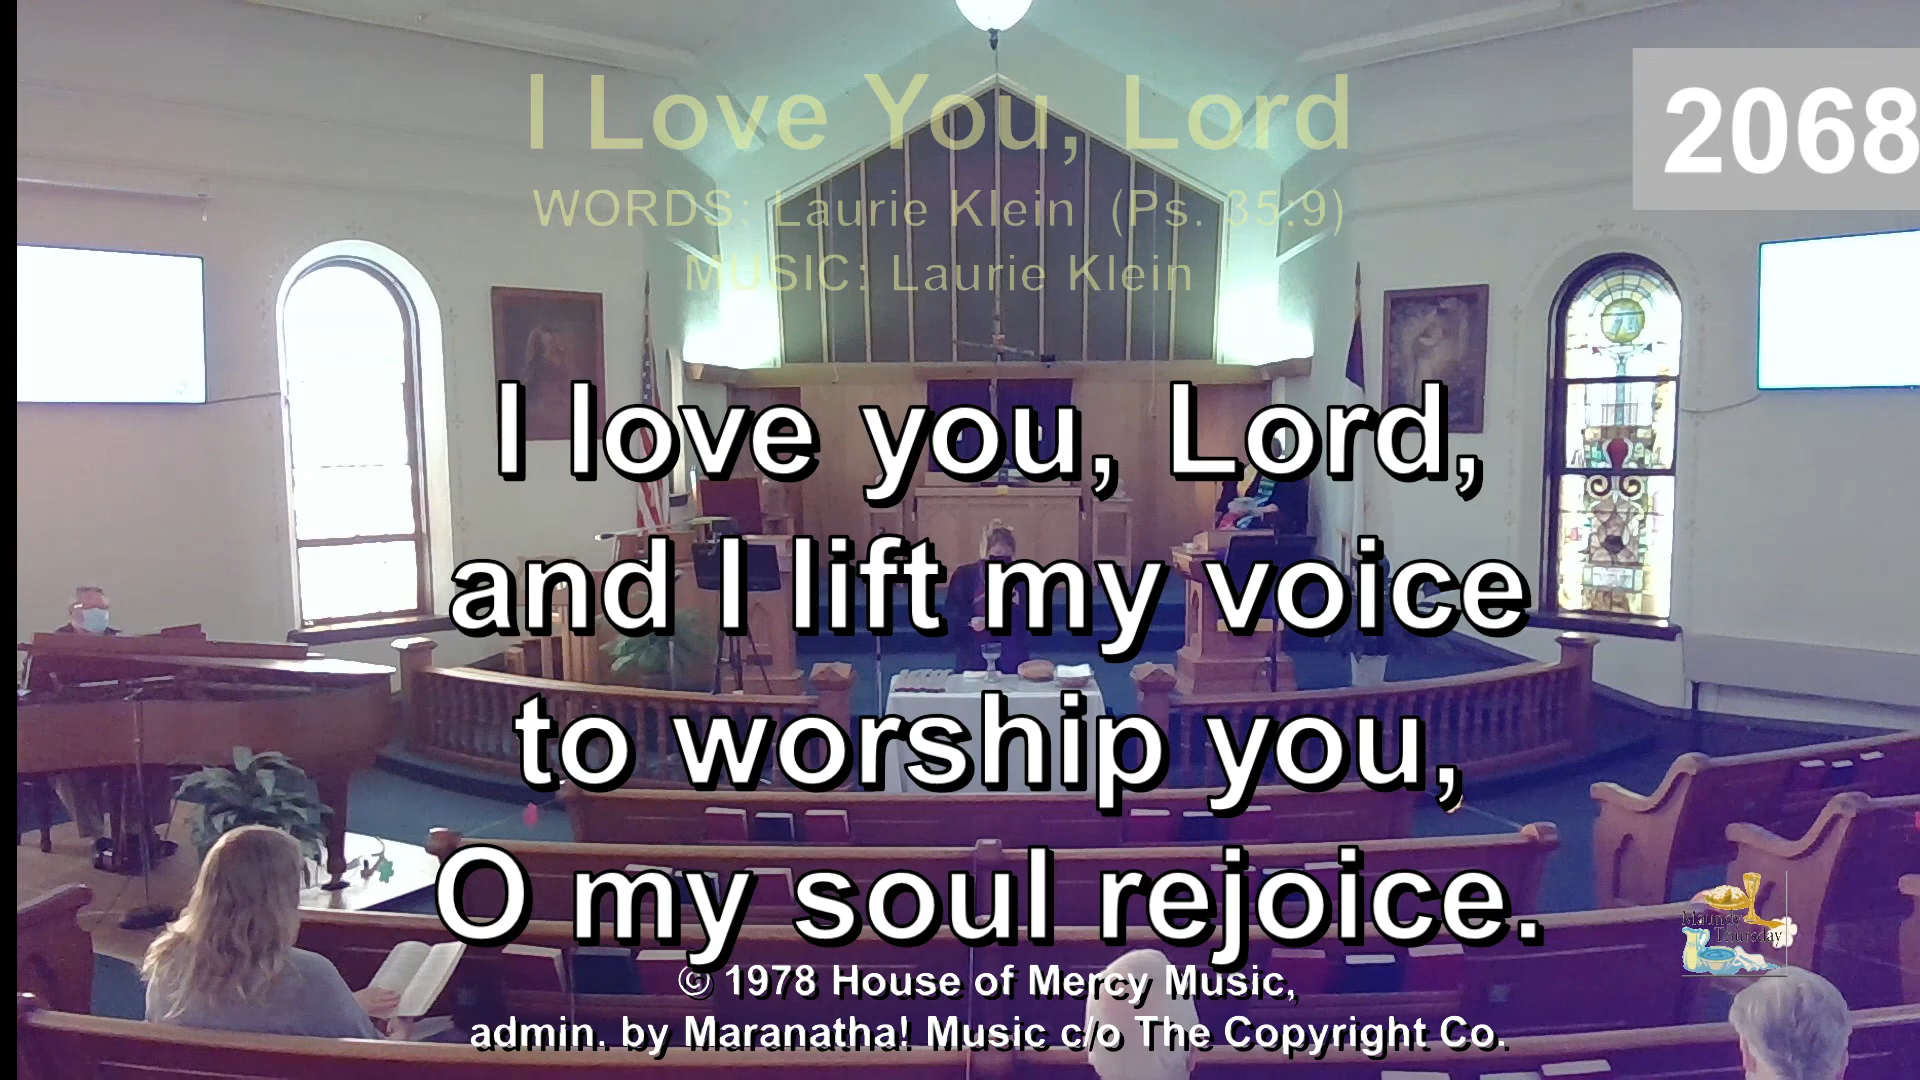 I Love You, Lord
2068
WORDS: Laurie Klein (Ps. 35:9)
MUSIC: Laurie Klein
I love you, Lord,
and I lift my voice
to worship you,
O my soul rejoice.
Maundy
Thursday
© 1978 House of Mercy Music,
admin. by Maranatha! Music c/o The Copyright Co.